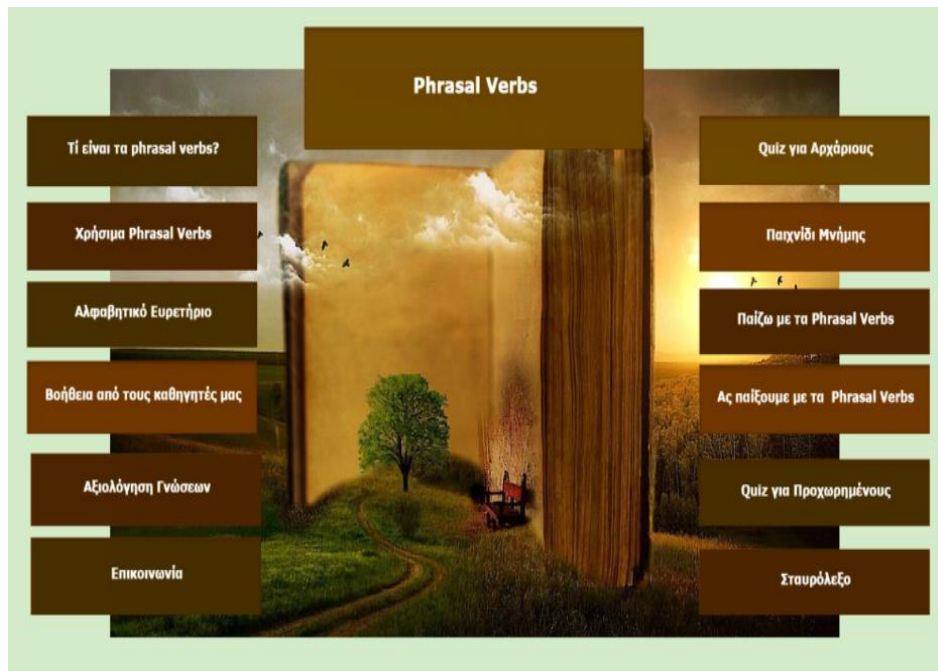 Phrasal Verbs
Τί είναι τα phrasal verbs?
Χρήσιμα Phrasal Verbs
Αλφαβητικό Ευρετήριο
Βοήθεια από τους καθηγητές μας
Αξιολόγηση Γνώσεων
Επικοινωνία
Quiz για Αρχάριους
Παιχνίδι Μνήμης
Παίζω με τα Phrasal Verbs
Ας παίξουμε με τα Phrasal Verbs
Quiz για Προχωρημένους
Σταυρόλεξο